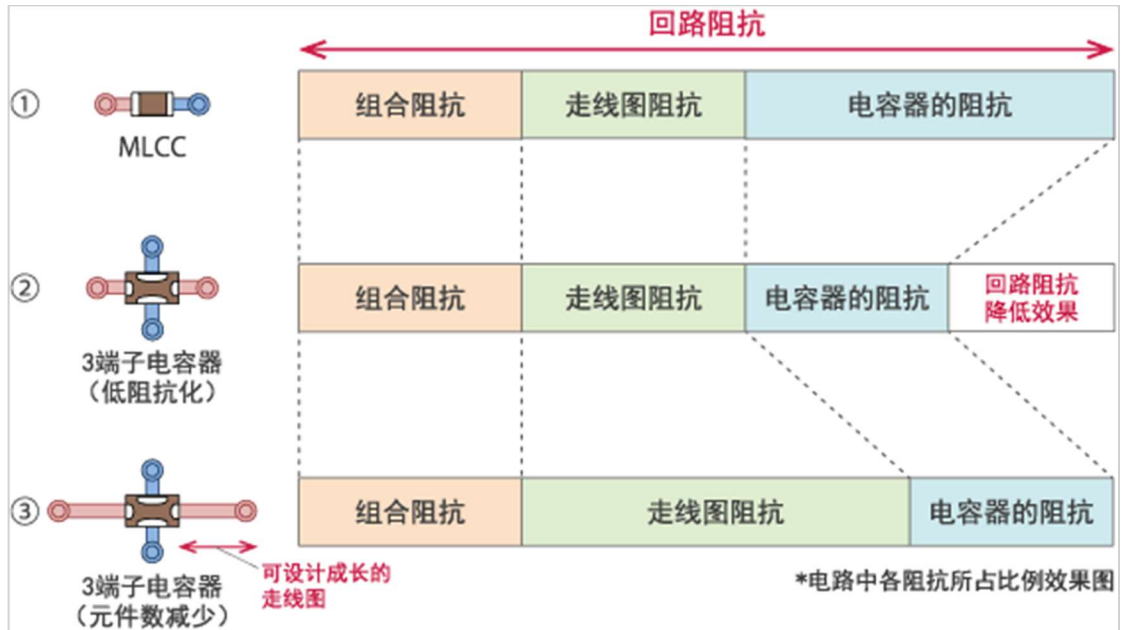 回路阻抗
①
组合阻抗
走线图阻抗
电容器的阻抗
MLCC
②
组合阻抗
走线图阻抗
电容器的阻抗
回路阻抗
降低效果
3端子电容器
（低阻抗化）
③
组合阻抗
走线图阻抗
电容器的阻抗
3端子电容器
（元件数减少）
可设计成长的
走线图
*电路中各阻抗所占比例效果图